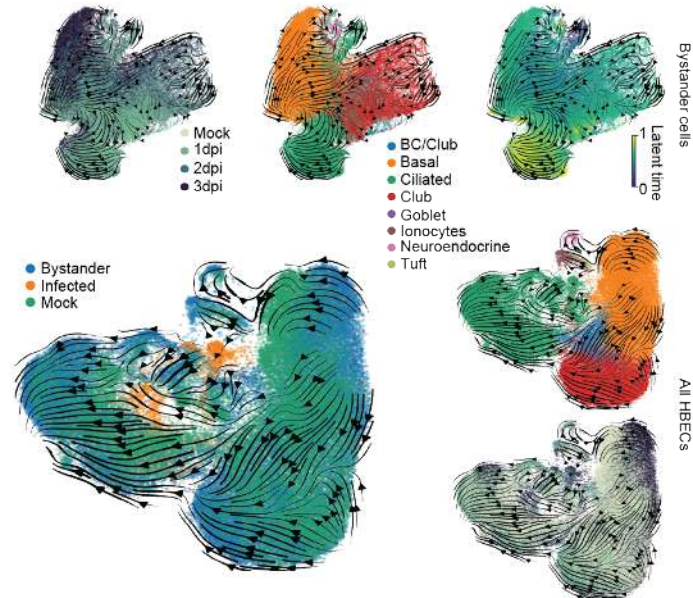 Bystander cells
Mock
1dpi
2dpi
3dpi
BC/Club
Basal
Ciliated
Club
Goblet
Ionocytes
Neuroendocrine
Tuft
1
Latent time
0
Bystander
Infected
Mock
All HBECs